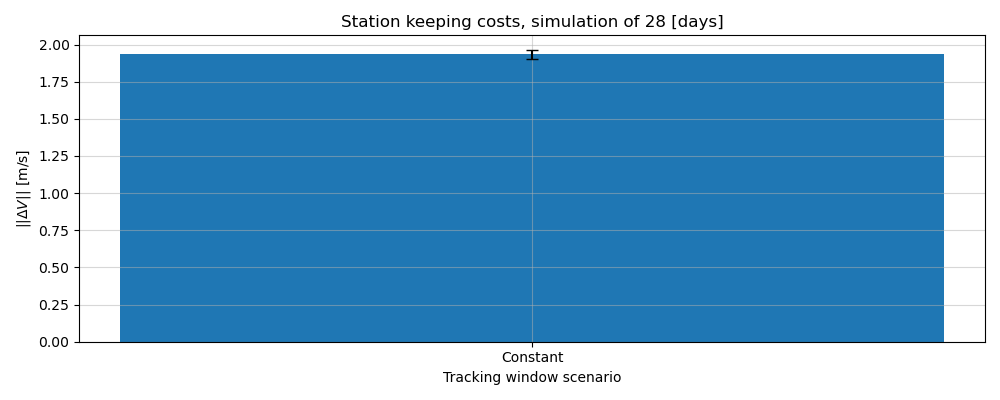 Station keeping costs, simulation of 28 [days]
2.00
1.75
1.50
1.25
1.00
0.75
0.50
0.25
0.00
||ΔV|| [m/s]
Constant
Tracking window scenario